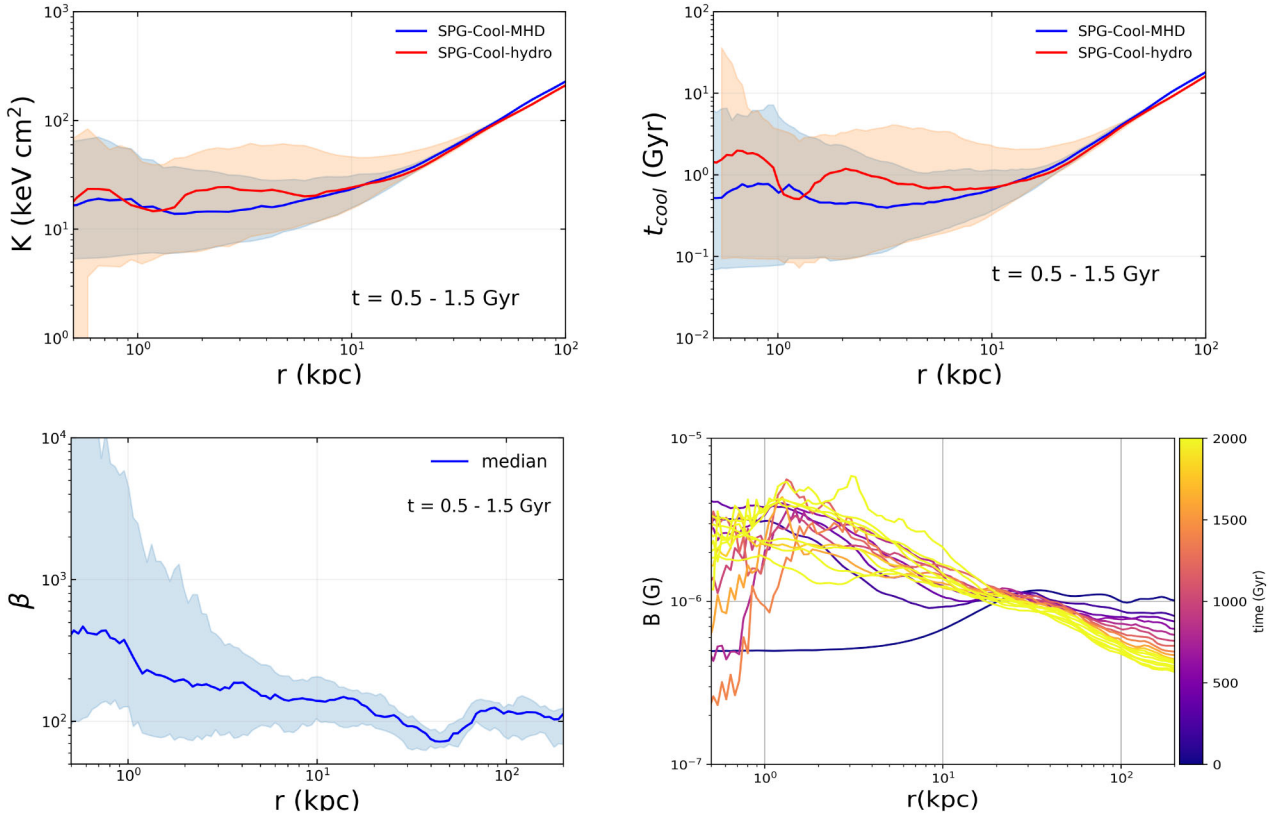 10³
10²
10¹
10⁰
K (keV cm²)
SPG-Cool-MHD
SPG-Cool-hydro
t = 0.5 - 1.5 Gyr
10⁰
10¹
10²
r (kpc)
10²
10¹
10⁰
10⁻¹
10⁻²
t_cool (Gyr)
SPG-Cool-MHD
SPG-Cool-hydro
t = 0.5 - 1.5 Gyr
10⁰
10¹
10²
r (kpc)
10⁴
10³
10²
β
median
t = 0.5 - 1.5 Gyr
10⁰
10¹
10²
r (kpc)
10⁻⁵
10⁻⁶
10⁻⁷
B (G)
10⁰
10¹
10²
r(kpc)
2000
1500
1000
500
0
time (Gyr)